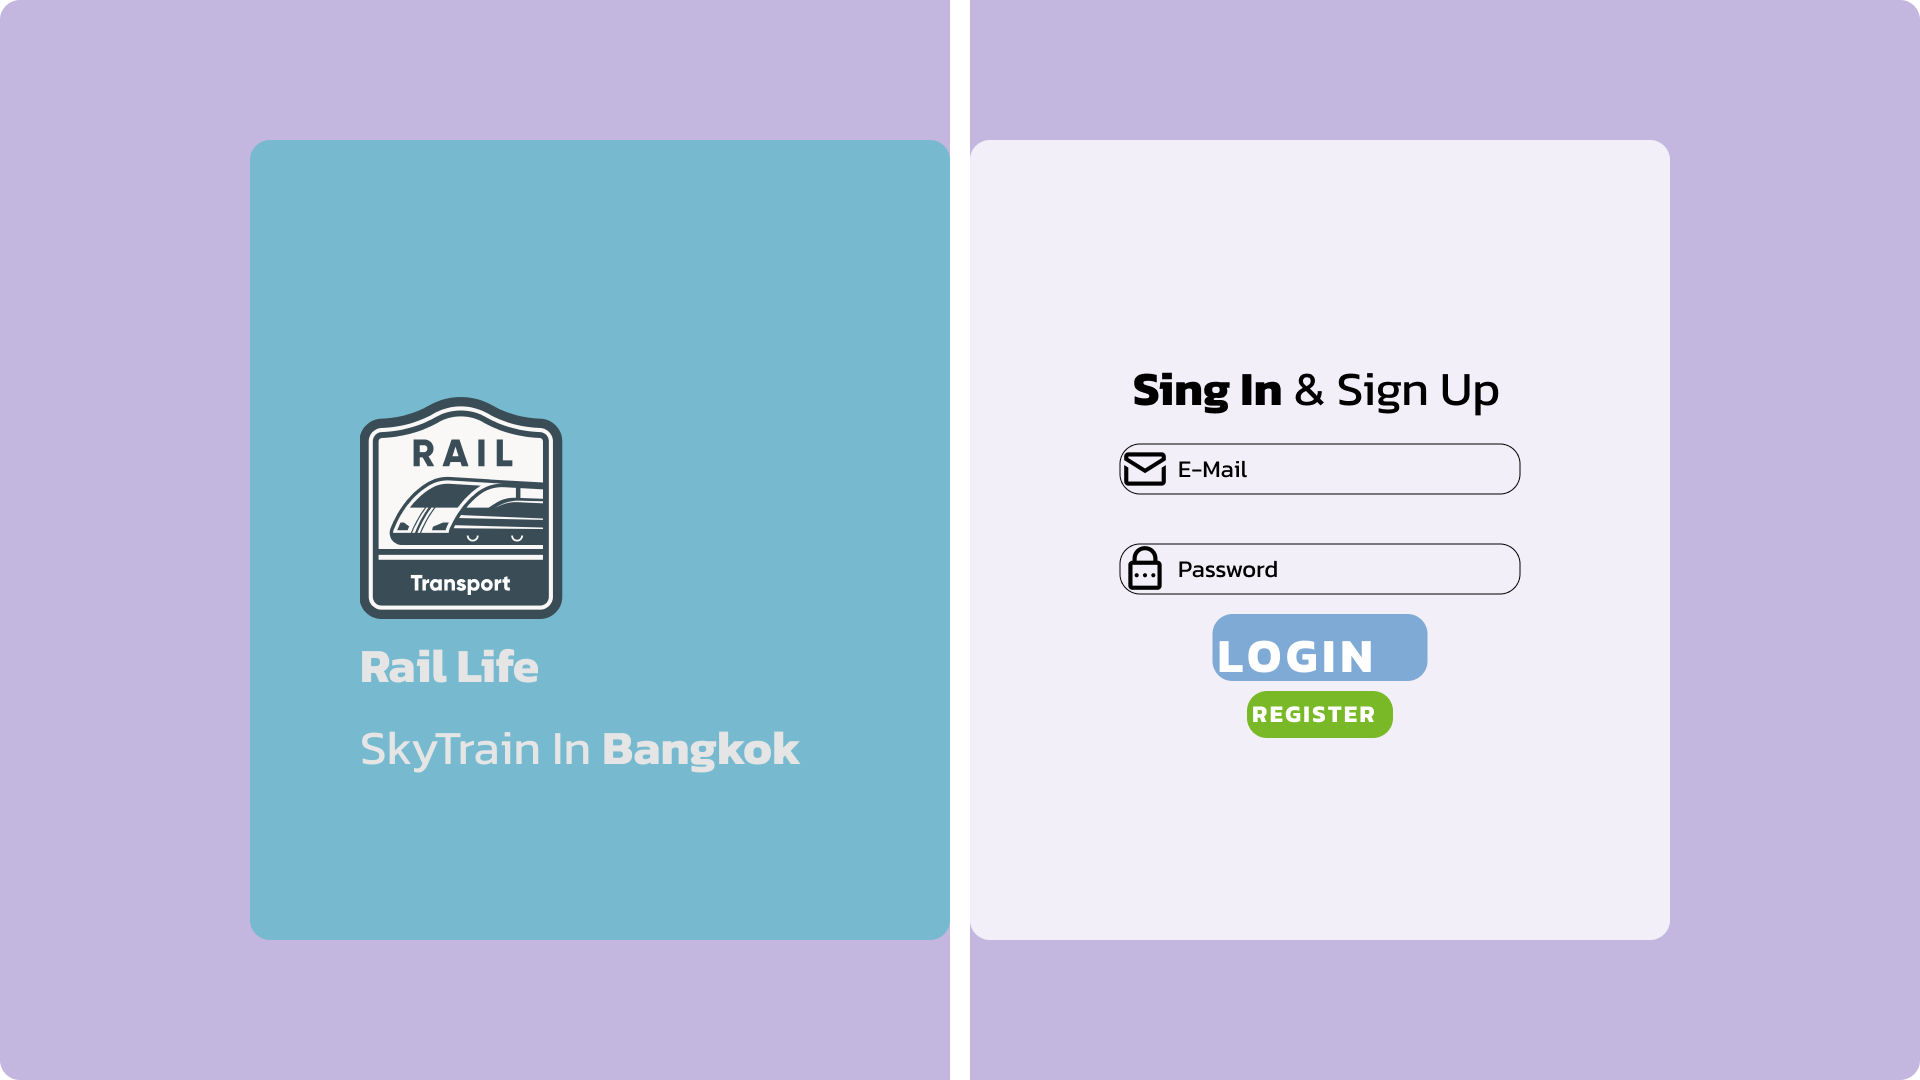 RAIL
Transport
Rail Life
SkyTrain In Bangkok
Sing In & Sign Up
E-Mail
Password
LOGIN
REGISTER